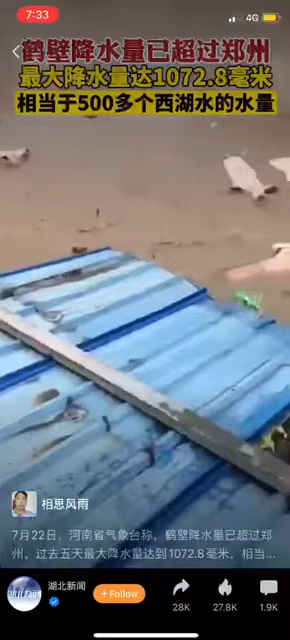 7:33
4G
鹤壁降水量已超过郑州
最大降水量达1072.8毫米
相当于500多个西湖水的水量
相思风雨
7月22日，河南省气象台称，鹤壁降水量已超过郑
州。过去五天最大降水量达到1072.8毫米，相当...
湖北新闻
+Follow
28K
27.8K
1.9K